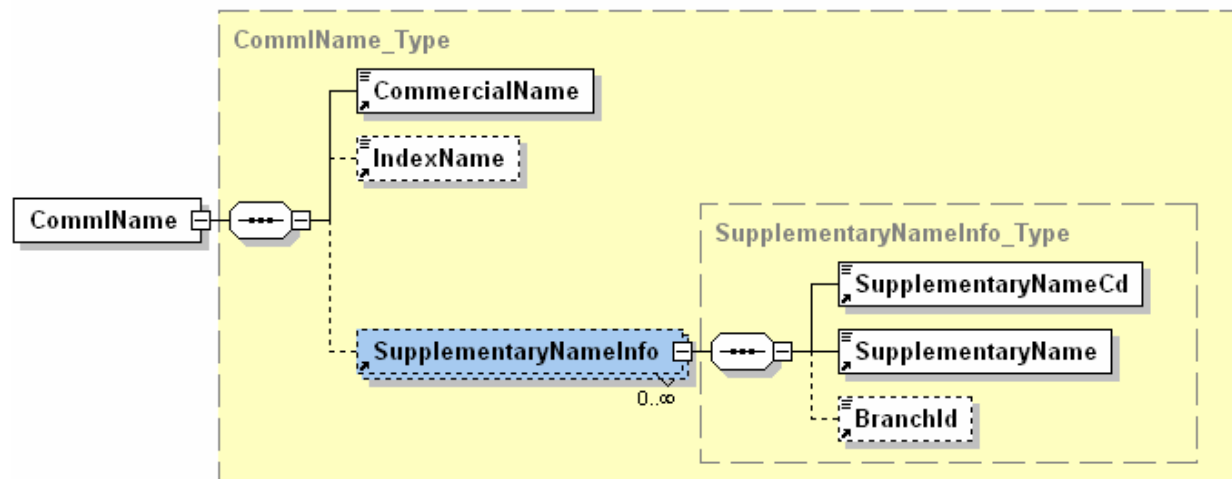 CommlName_Type
CommercialName
IndexName
CommlName
SupplementaryNameInfo_Type
SupplementaryNameCd
SupplementaryNameInfo
SupplementaryName
0..∞
BranchId